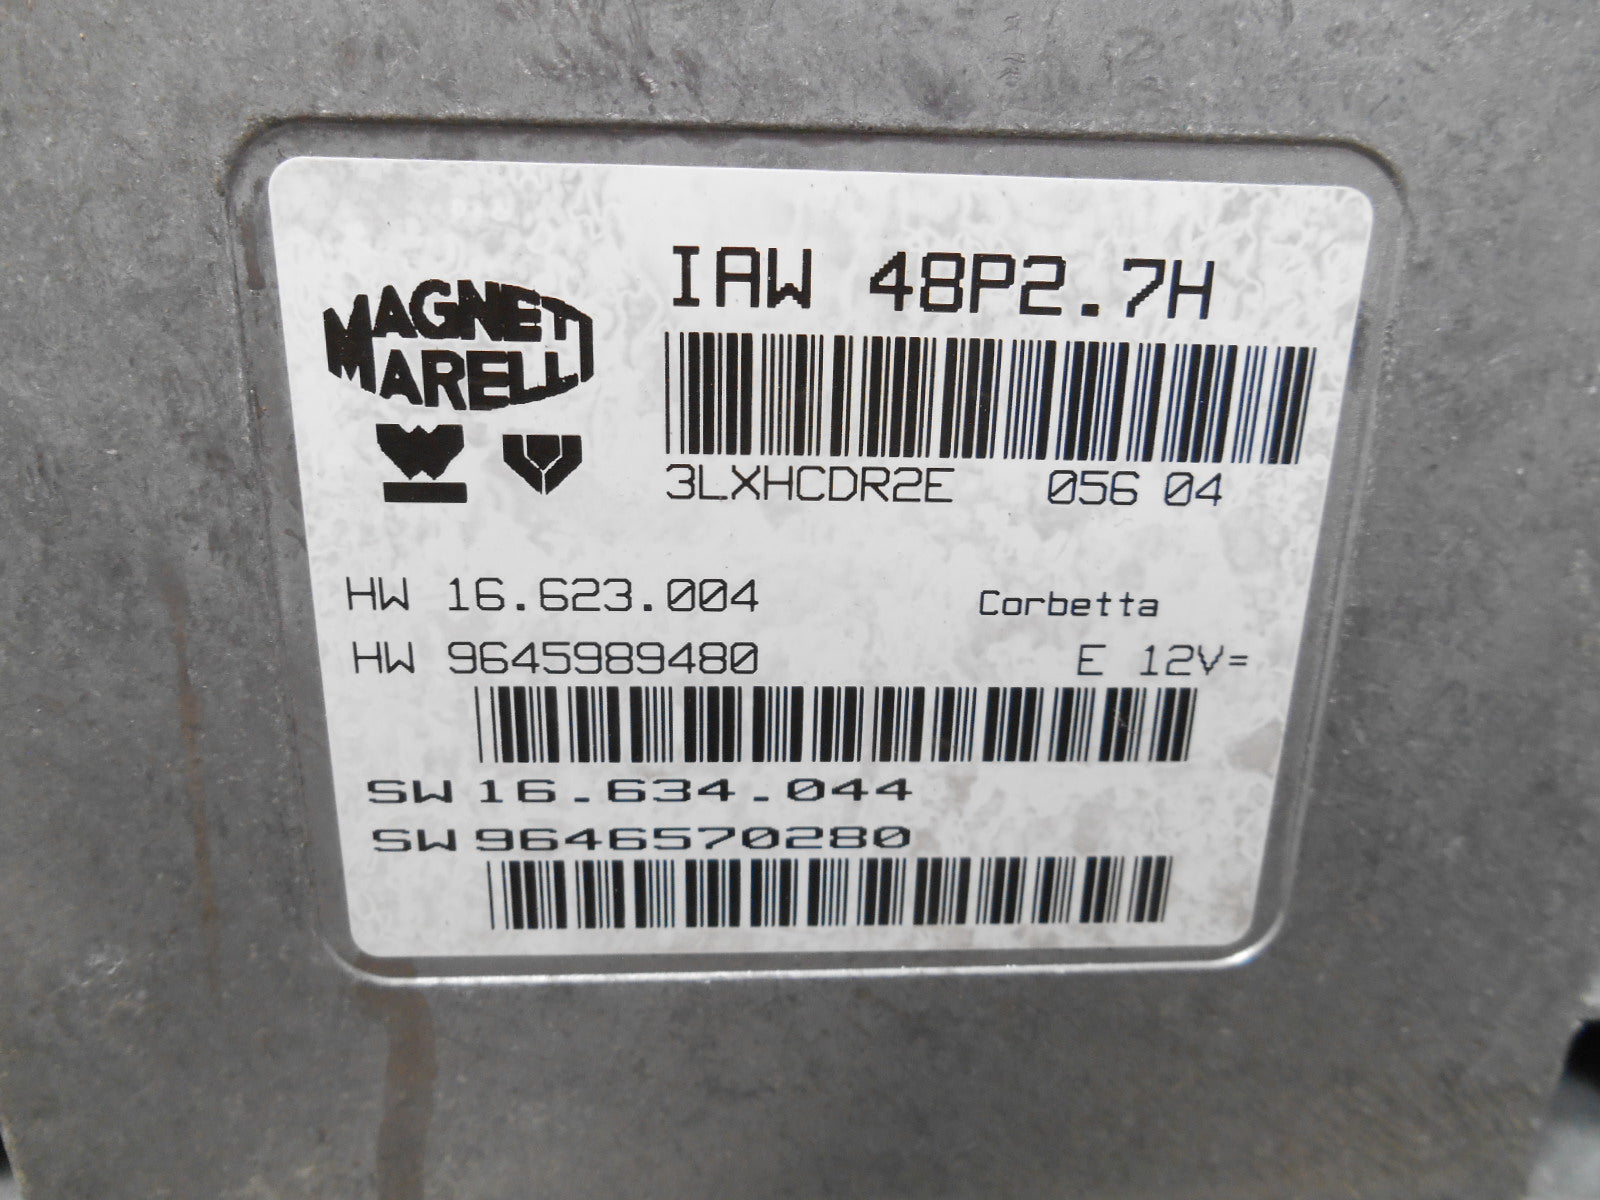 MAGNETI
MARELLI
IAW 48P2.7H
3LXHCDR2E 056 04
HW 16.623.004 Corbetta
HW 9645989480 E 12V=
SW 16.634.044
SW 9646570280